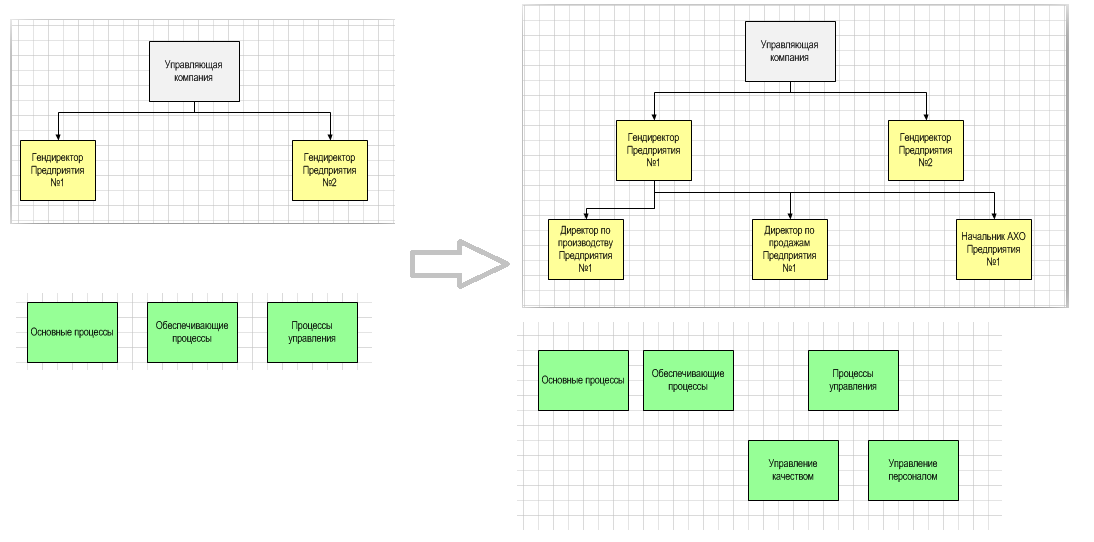 Управляющая
компания
Гендиректор
Предприятия
№1
Гендиректор
Предприятия
№2
Основные процессы
Обеспечивающие
процессы
Процессы
управления
Управляющая
компания
Гендиректор
Предприятия
№1
Гендиректор
Предприятия
№2
Директор по
производству
Предприятия
№1
Директор по
продажам
Предприятия
№1
Начальник АХО
Предприятия
№1
Основные процессы
Обеспечивающие
процессы
Процессы
управления
Управление
качеством
Управление
персоналом